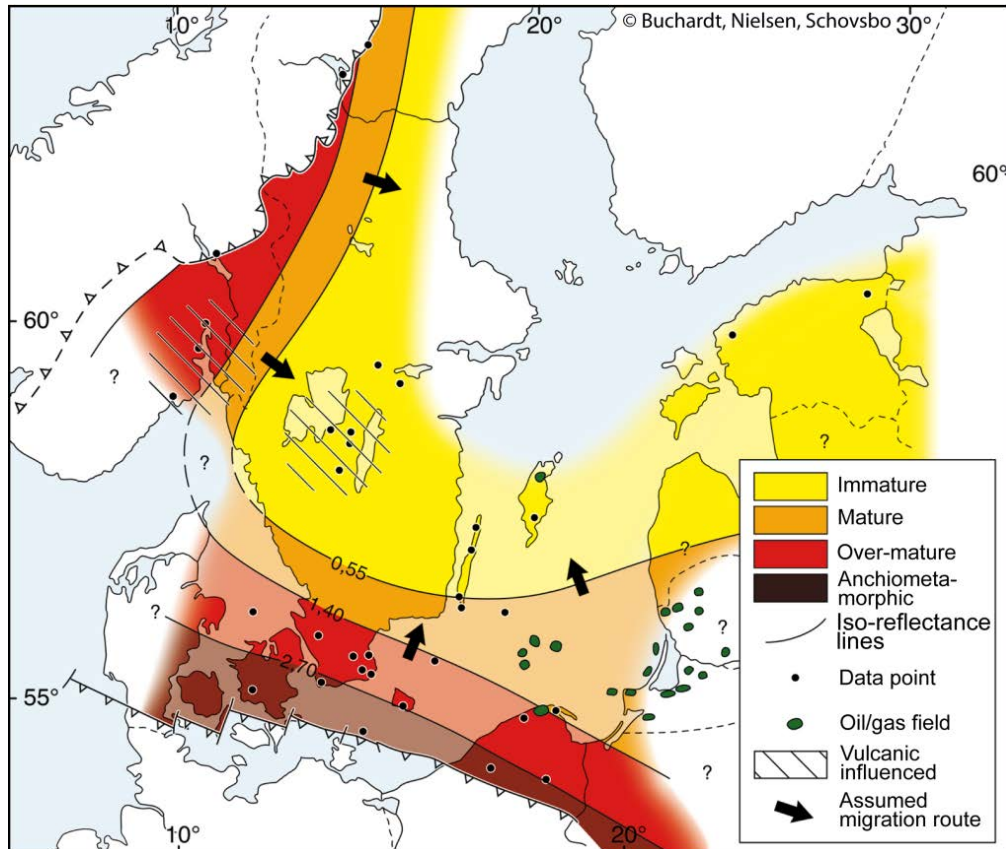 10°
20°
© Buchardt, Nielsen, Schovsbo
30°
60°
60°
?
?
?
0,55
?
1,40
?
?
2,70
?
55°
?
10°
20°
Immature
Mature
Over-mature
Anchiometa-
morphic
Iso-reflectance
lines
Data point
Oil/gas field
Vulcanic
influenced
Assumed
migration route